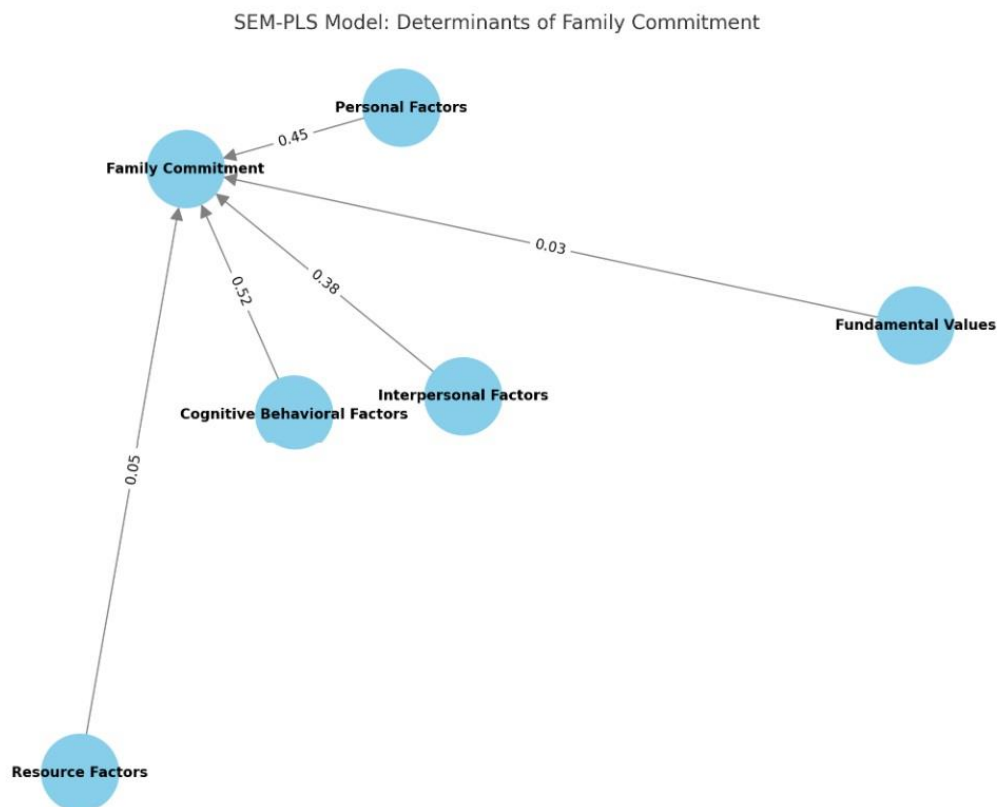 SEM-PLS Model: Determinants of Family Commitment
Personal Factors
0.45
Family Commitment
0.03
0.38
0.52
Fundamental Values
Interpersonal Factors
Cognitive Behavioral Factors
0.05
Resource Factors